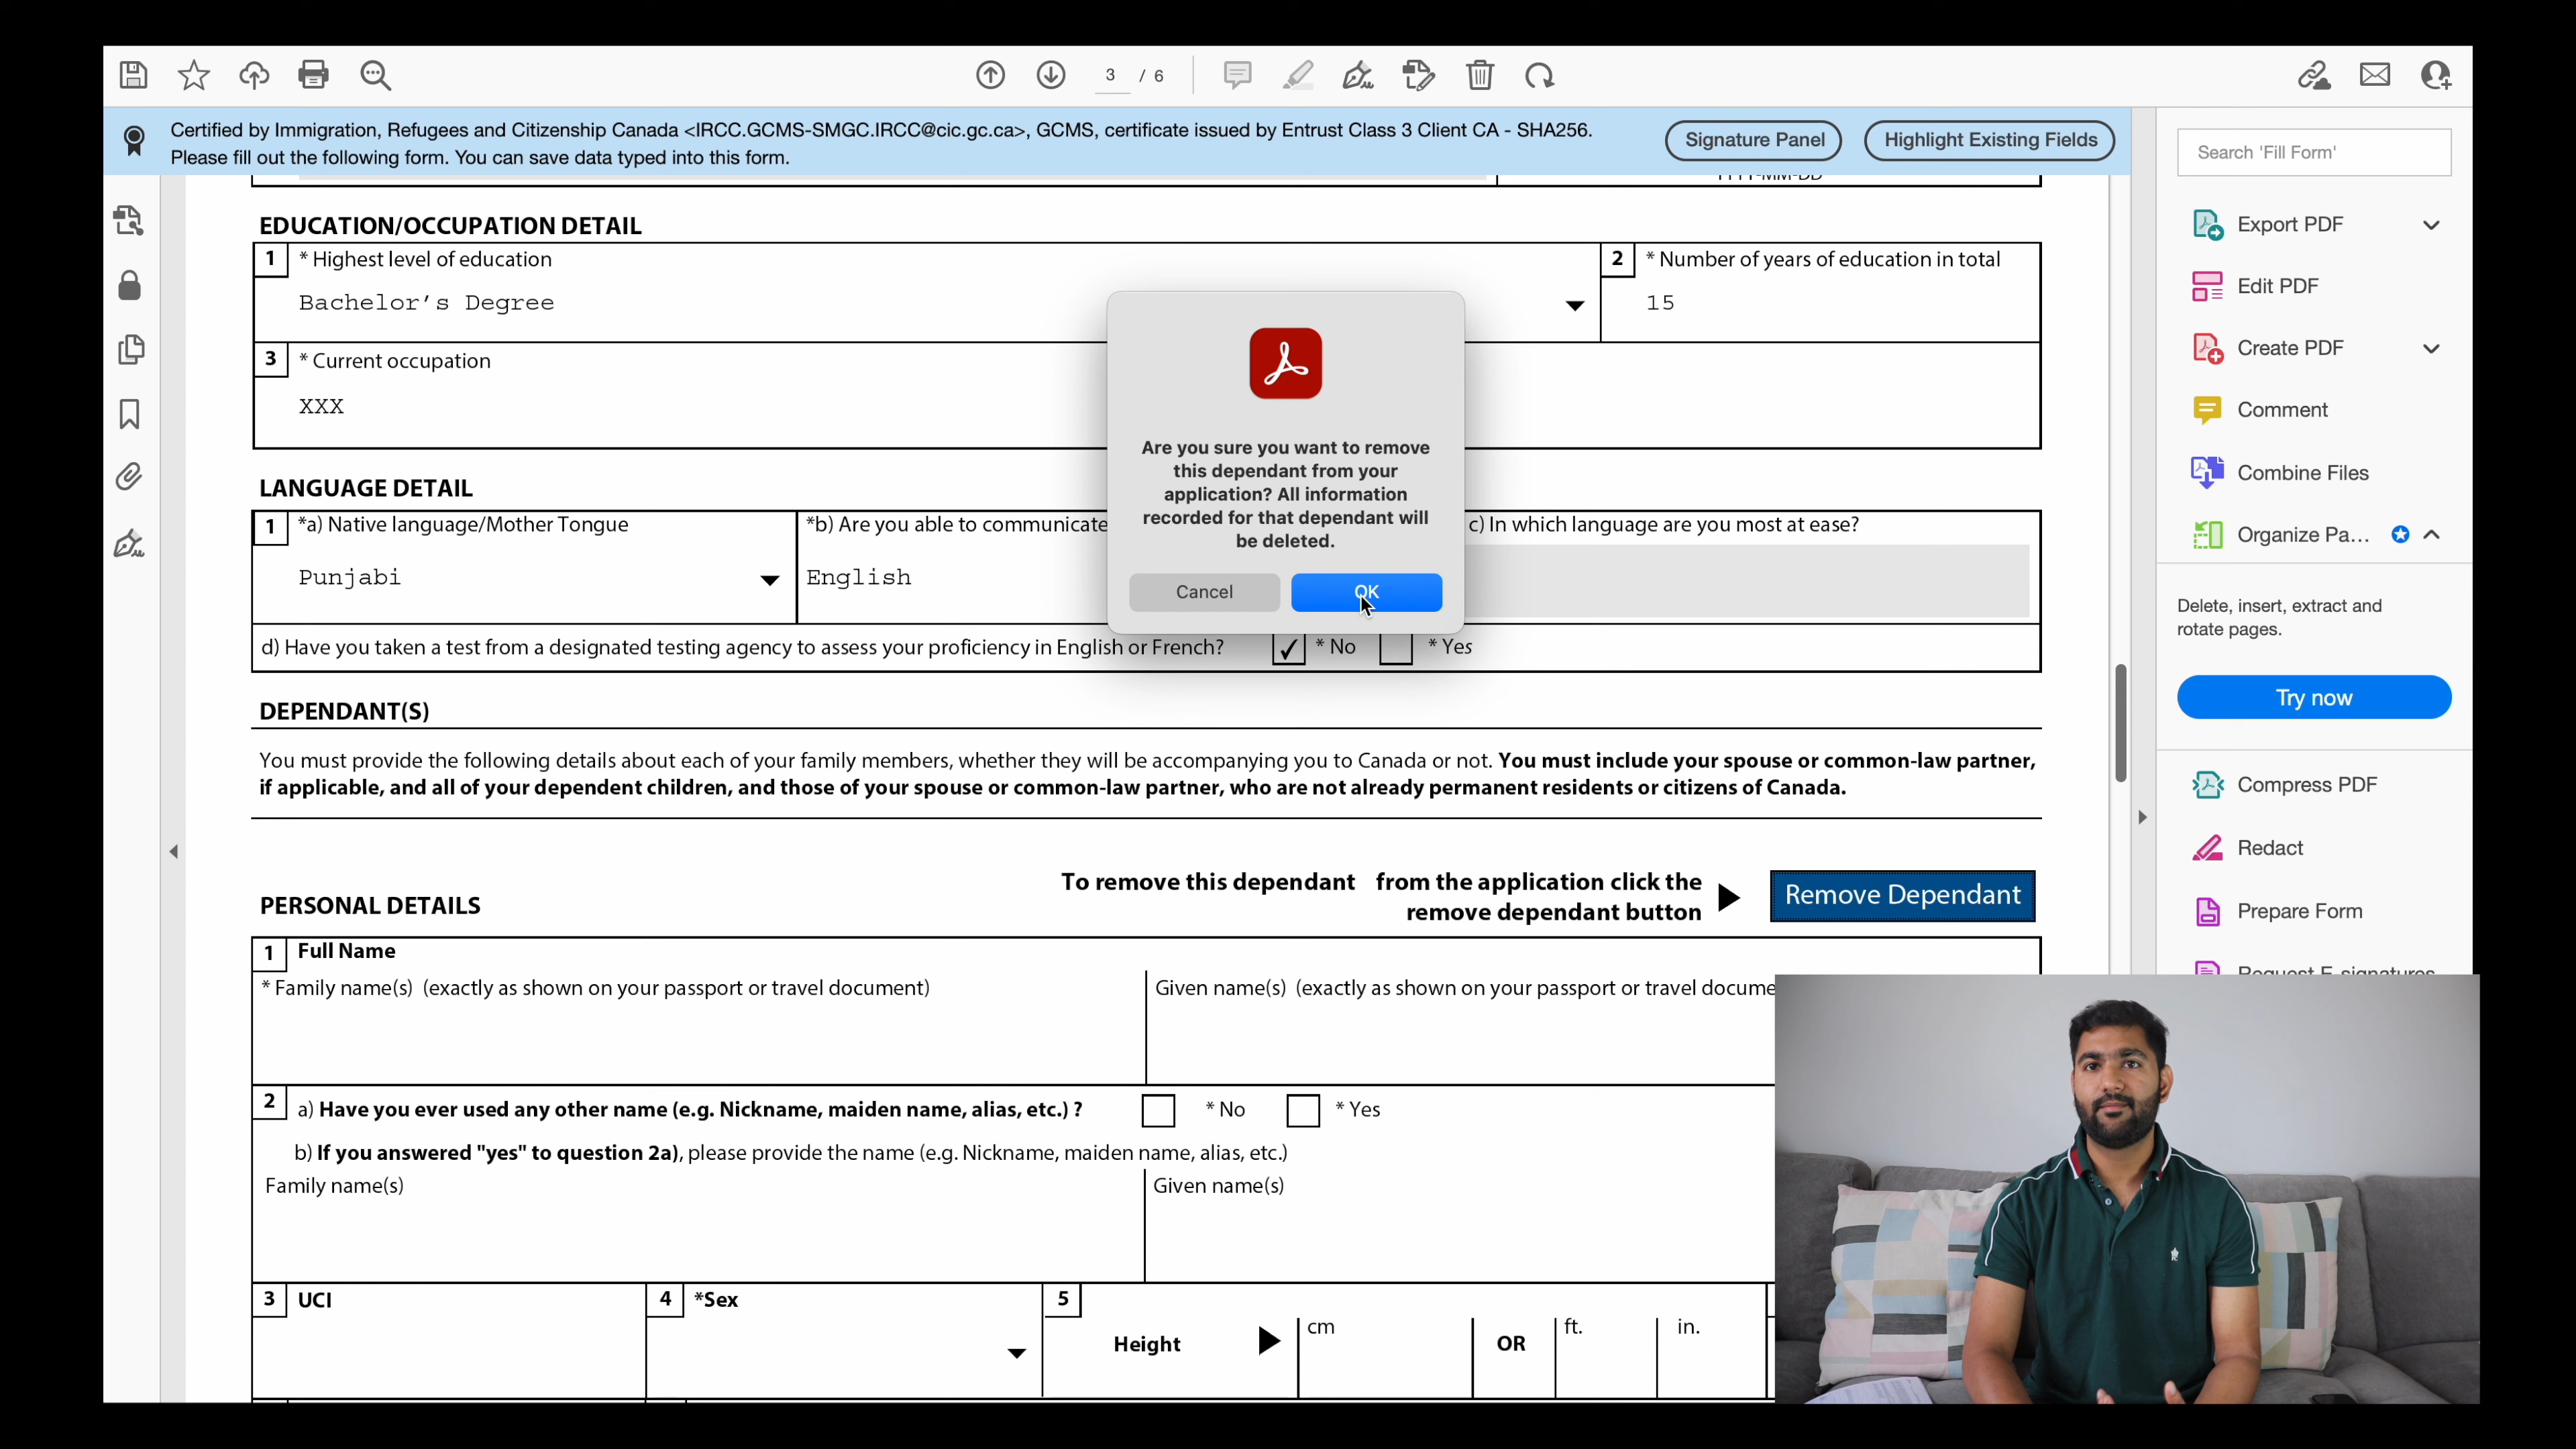 3 / 6
Certified by Immigration, Refugees and Citizenship Canada <IRCC.GCMS-SMGC.IRCC@cic.gc.ca>, GCMS, certificate issued by Entrust Class 3 Client CA - SHA256.
Please fill out the following form. You can save data typed into this form.
Signature Panel
Highlight Existing Fields
Search 'Fill Form'
YYYY-MM-DD
EDUCATION/OCCUPATION DETAIL
1 * Highest level of education
Bachelor's Degree
2 * Number of years of education in total
15
3 * Current occupation
XXX
LANGUAGE DETAIL
1 *a) Native language/Mother Tongue
Punjabi
*b) Are you able to communicate
English
c) In which language are you most at ease?
d) Have you taken a test from a designated testing agency to assess your proficiency in English or French? ✓ * No * Yes
Are you sure you want to remove
this dependant from your
application? All information
recorded for that dependant will
be deleted.
Cancel
OK
DEPENDANT(S)
You must provide the following details about each of your family members, whether they will be accompanying you to Canada or not. You must include your spouse or common-law partner,
if applicable, and all of your dependent children, and those of your spouse or common-law partner, who are not already permanent residents or citizens of Canada.
To remove this dependant from the application click the
remove dependant button
Remove Dependant
PERSONAL DETAILS
1 Full Name
* Family name(s) (exactly as shown on your passport or travel document)
Given name(s) (exactly as shown on your passport or travel docume
2 a) Have you ever used any other name (e.g. Nickname, maiden name, alias, etc.) ? * No * Yes
b) If you answered "yes" to question 2a), please provide the name (e.g. Nickname, maiden name, alias, etc.)
Family name(s)
Given name(s)
3 UCI
4 *Sex
5
Height
cm
OR
ft.
in.
Export PDF
Edit PDF
Create PDF
Comment
Combine Files
Organize Pa...
Delete, insert, extract and
rotate pages.
Try now
Compress PDF
Redact
Prepare Form
Request E-signatures